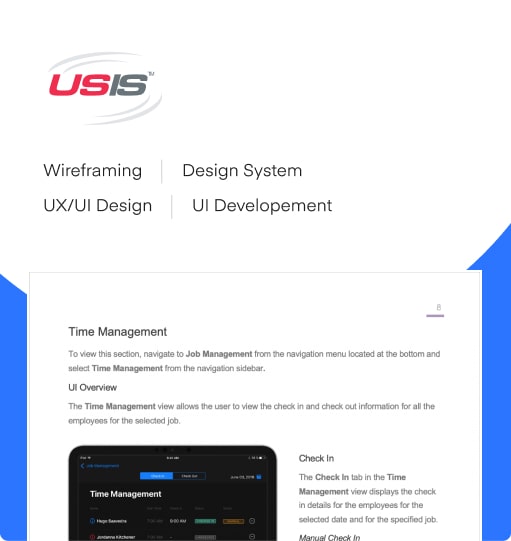 USIS™
Wireframing
Design System
UX/UI Design
UI Developement
Time Management
To view this section, navigate to Job Management from the navigation menu located at the bottom and
select Time Management from the navigation sidebar.
UI Overview
The Time Management view allows the user to view the check in and check out information for all the
employees for the selected job.
Job Management
Check In
Check Out
June 03, 2018
Time Management
Hugo Saavedra
7:00 AM
8:00 AM
Jordanna Kitchener
7:00 AM
Check In
The Check In tab in the Time
Management view displays the check
in details for the employees for the
selected date and for the specified job.
Manual Check In